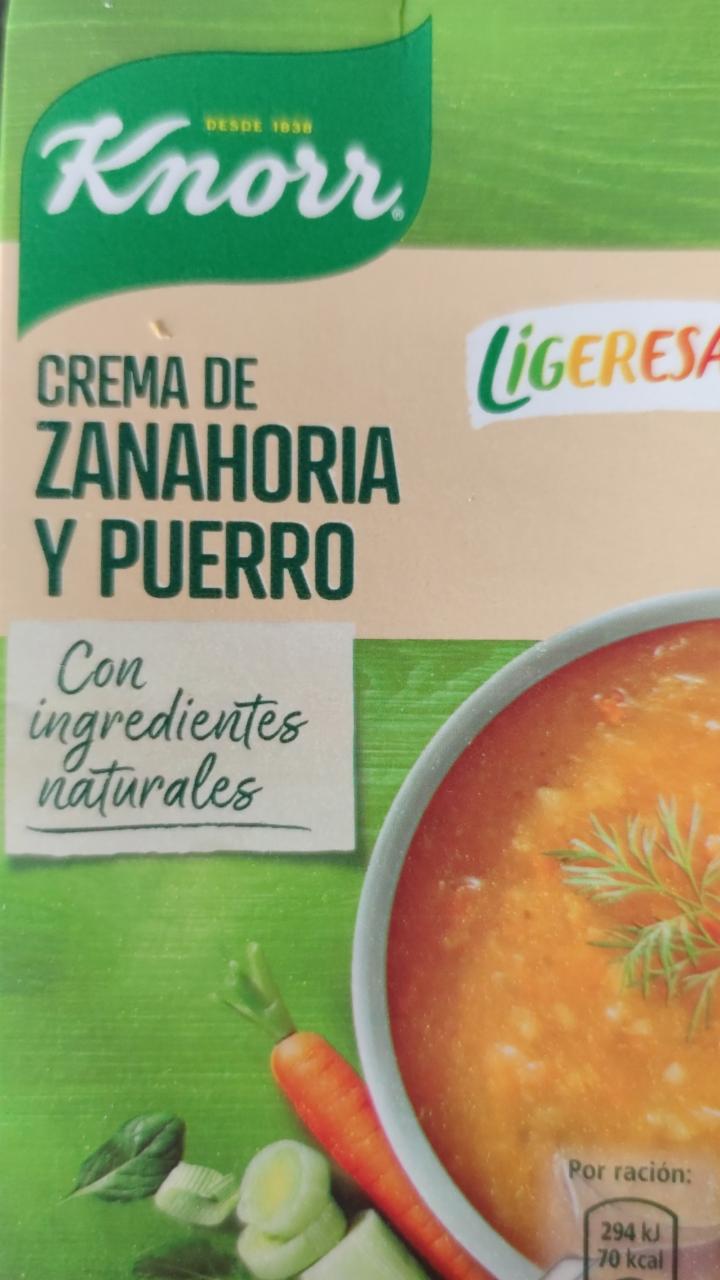 DESDE 1838
Knorr®
LIGERESA
CREMA DE
ZANAHORIA
Y PUERRO
Con
ingredientes
naturales
Por ración:
294 kJ
70 kcal